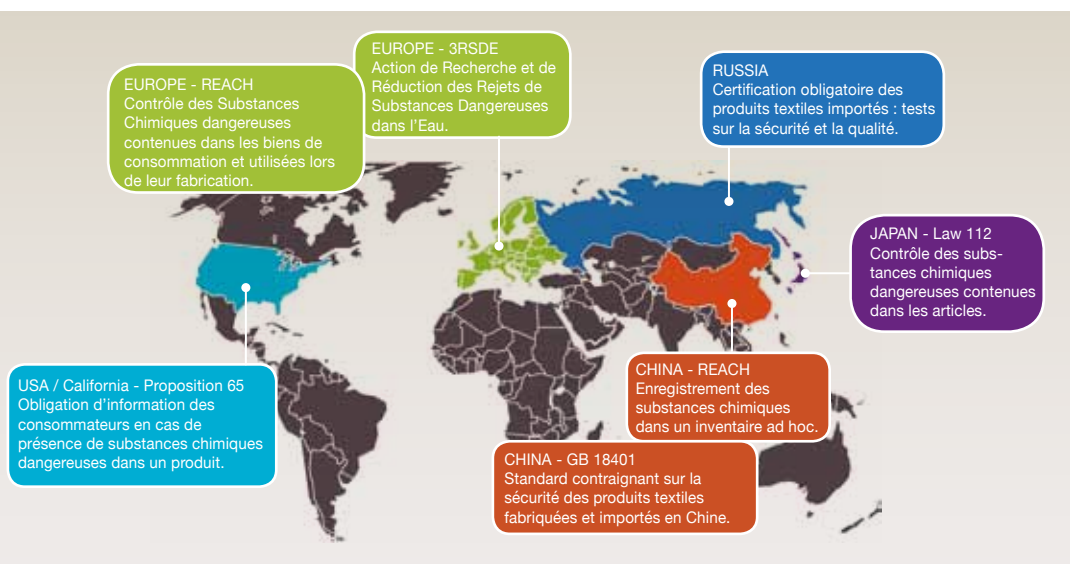 EUROPE - REACH
Contrôle des Substances
Chimiques dangereuses
contenues dans les biens de
consommation et utilisées lors
de leur fabrication.
EUROPE - 3RSDE
Action de Recherche et de
Réduction des Rejets de
Substances Dangereuses
dans l’Eau.
RUSSIA
Certification obligatoire des
produits textiles importés : tests
sur la sécurité et la qualité.
JAPAN - Law 112
Contrôle des subs-
tances chimiques
dangereuses contenues
dans les articles.
USA / California - Proposition 65
Obligation d’information des
consommateurs en cas de
présence de substances chimiques
dangereuses dans un produit.
CHINA - REACH
Enregistrement des
substances chimiques
dans un inventaire ad hoc.
CHINA - GB 18401
Standard contraignant sur la
sécurité des produits textiles
fabriquées et importés en Chine.